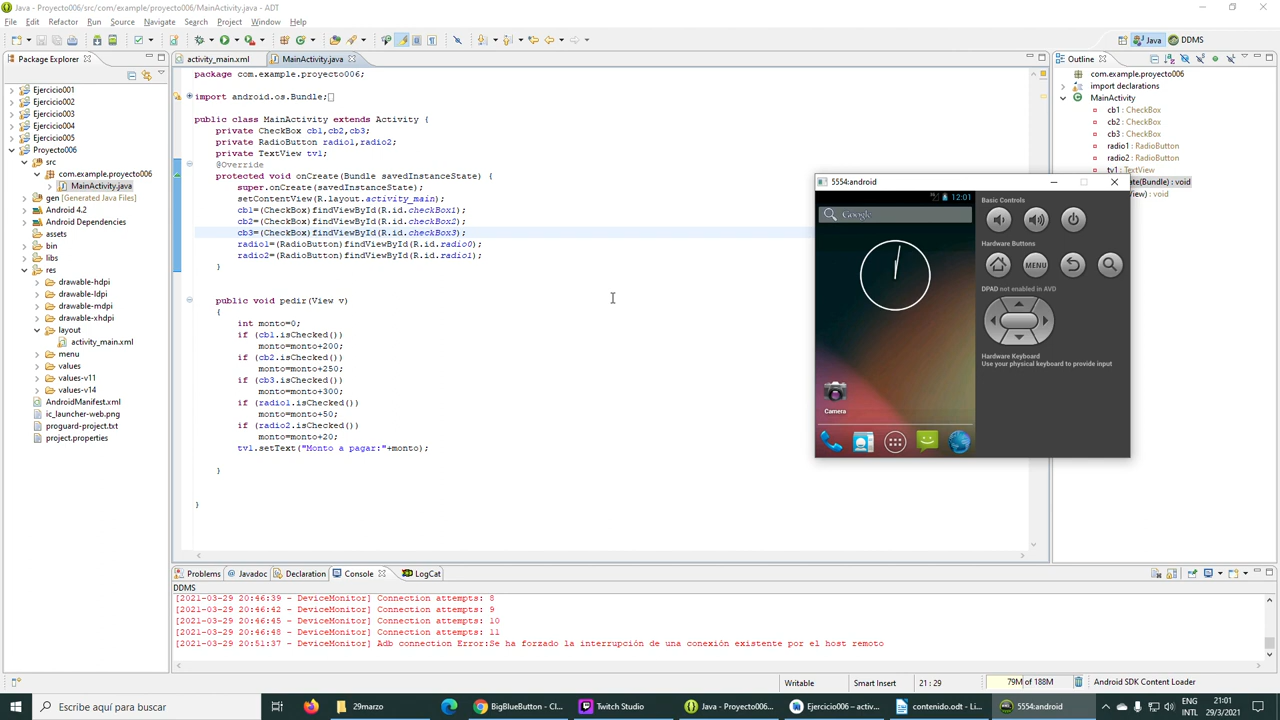 Java - Proyecto006/src/com/example/proyecto006/MainActivity.java - ADT
File Edit Refactor Run Source Navigate Search Project Window Help
Java DDMS
Package Explorer
Ejercicio001
Ejercicio002
Ejercicio003
Ejercicio004
Ejercicio005
Proyecto006
src
com.example.proyecto006
MainActivity.java
gen [Generated Java Files]
Android 4.2
Android Dependencies
assets
bin
libs
res
drawable-hdpi
drawable-ldpi
drawable-mdpi
drawable-xhdpi
layout
activity_main.xml
menu
values
values-v11
values-v14
AndroidManifest.xml
ic_launcher-web.png
proguard-project.txt
project.properties
activity_main.xml MainActivity.java
package com.example.proyecto006;
import android.os.Bundle;
public class MainActivity extends Activity {
private CheckBox cb1,cb2,cb3;
private RadioButton radio1,radio2;
private TextView tv1;
@Override
protected void onCreate(Bundle savedInstanceState) {
super.onCreate(savedInstanceState);
setContentView(R.layout.activity_main);
cb1=(CheckBox)findViewById(R.id.checkBox1);
cb2=(CheckBox)findViewById(R.id.checkBox2);
cb3=(CheckBox)findViewById(R.id.checkBox3);
radio1=(RadioButton)findViewById(R.id.radio0);
radio2=(RadioButton)findViewById(R.id.radio1);
}
public void pedir(View v)
{
int monto=0;
if (cb1.isChecked())
monto=monto+200;
if (cb2.isChecked())
monto=monto+250;
if (cb3.isChecked())
monto=monto+300;
if (radio1.isChecked())
monto=monto+50;
if (radio2.isChecked())
monto=monto+20;
tv1.setText("Monto a pagar:"+monto);
}
}
Outline
com.example.proyecto006
import declarations
MainActivity
cb1 : CheckBox
cb2 : CheckBox
cb3 : CheckBox
radio1 : RadioButton
radio2 : RadioButton
tv1 : TextView
ate(Bundle) : void
iew) : void
5554:android
12:01
Google
Camera
Basic Controls
Hardware Buttons
MENU
DPAD not enabled in AVD
Hardware Keyboard
Use your physical keyboard to provide input
Problems Javadoc Declaration Console LogCat
DDMS
[2021-03-29 20:46:39 - DeviceMonitor] Connection attempts: 8
[2021-03-29 20:46:42 - DeviceMonitor] Connection attempts: 9
[2021-03-29 20:46:45 - DeviceMonitor] Connection attempts: 10
[2021-03-29 20:46:48 - DeviceMonitor] Connection attempts: 11
[2021-03-29 20:51:37 - DeviceMonitor] Adb connection Error:Se ha forzado la interrupción de una conexión existente por el host remoto
Writable Smart Insert 21 : 29 79M of 188M Android SDK Content Loader
Escribe aquí para buscar
29marzo
BigBlueButton - Cl...
Twitch Studio
Java - Proyecto006...
Ejercicio006 – activ...
contenido.odt - Li...
5554:android
ESP
INTL
21:01
29/3/2021